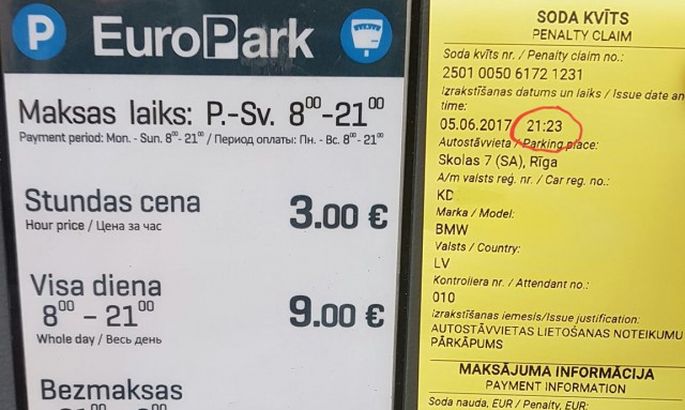 P EuroPark
Maksas laiks: P.-Sv. 8⁰⁰-21⁰⁰
Payment period: Mon. - Sun. 8⁰⁰- 21⁰⁰ / Период оплаты: Пн. - Вс. 8⁰⁰ - 21⁰⁰
Stundas cena
3.00 €
Hour price / Цена за час
Visa diena
8⁰⁰ – 21⁰⁰
9.00 €
Whole day / Весь день
Bezmaksas
SODA KVĪTS
PENALTY CLAIM
Soda kvīts nr. / Penalty claim no.:
2501 0050 6172 1231
Izrakstīšanas datums un laiks / Issue date and
time:
05.06.2017 21:23
Autostāvvieta / Parking place:
Skolas 7 (SA), Rīga
A/m valsts reģ. nr. / Car reg. no.:
KD
Marka / Model:
BMW
Valsts / Country:
LV
Kontroliera nr. / Attendant no.:
010
Izrakstīšanas iemesls/Issue justification:
AUTOSTĀVVIETAS LIETOŠANAS NOTEIKUMU
PĀRKĀPUMS
MAKSĀJUMA INFORMĀCIJA
PAYMENT INFORMATION
Soda nauda, EUR / Penalty, EUR: